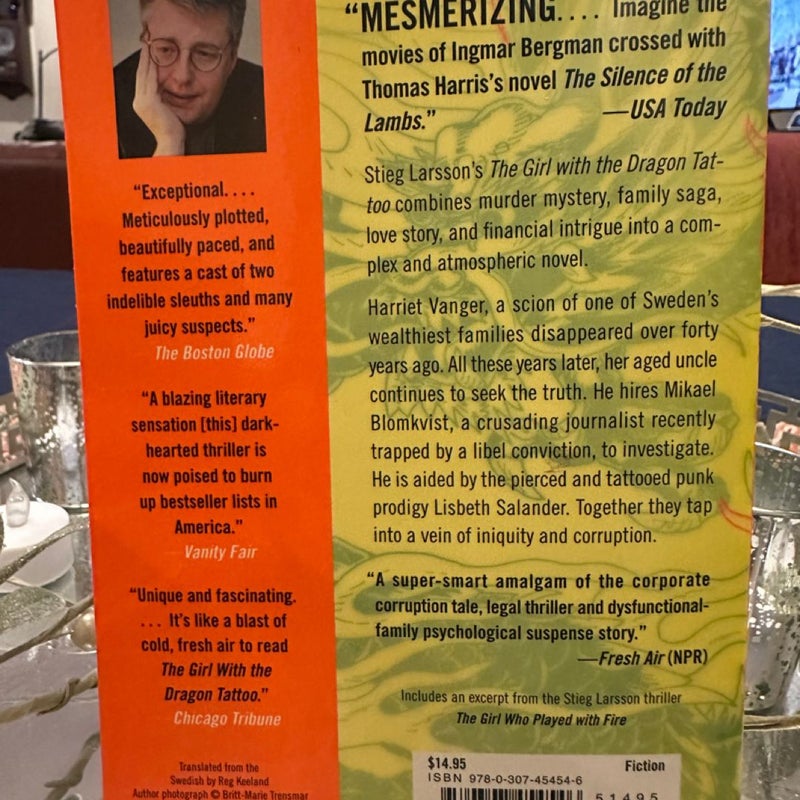 "Exceptional. . . .
Meticulously plotted,
beautifully paced, and
features a cast of two
indelible sleuths and many
juicy suspects."
The Boston Globe
"A blazing literary
sensation [this] dark-
hearted thriller is
now poised to burn
up bestseller lists in
America."
Vanity Fair
"Unique and fascinating.
. . . It's like a blast of
cold, fresh air to read
The Girl With the
Dragon Tattoo."
Chicago Tribune
Translated from the
Swedish by Reg Keeland
Author photograph © Britt-Marie Trensmar
"MESMERIZING. . . . Imagine the
movies of Ingmar Bergman crossed with
Thomas Harris's novel The Silence of the
Lambs." —USA Today
Stieg Larsson's The Girl with the Dragon Tat-
too combines murder mystery, family saga,
love story, and financial intrigue into a com-
plex and atmospheric novel.
Harriet Vanger, a scion of one of Sweden's
wealthiest families disappeared over forty
years ago. All these years later, her aged uncle
continues to seek the truth. He hires Mikael
Blomkvist, a crusading journalist recently
trapped by a libel conviction, to investigate.
He is aided by the pierced and tattooed punk
prodigy Lisbeth Salander. Together they tap
into a vein of iniquity and corruption.
"A super-smart amalgam of the corporate
corruption tale, legal thriller and dysfunctional-
family psychological suspense story."
—Fresh Air (NPR)
Includes an excerpt from the Stieg Larsson thriller
The Girl Who Played with Fire
$14.95 Fiction
ISBN 978-0-307-45454-6
51495